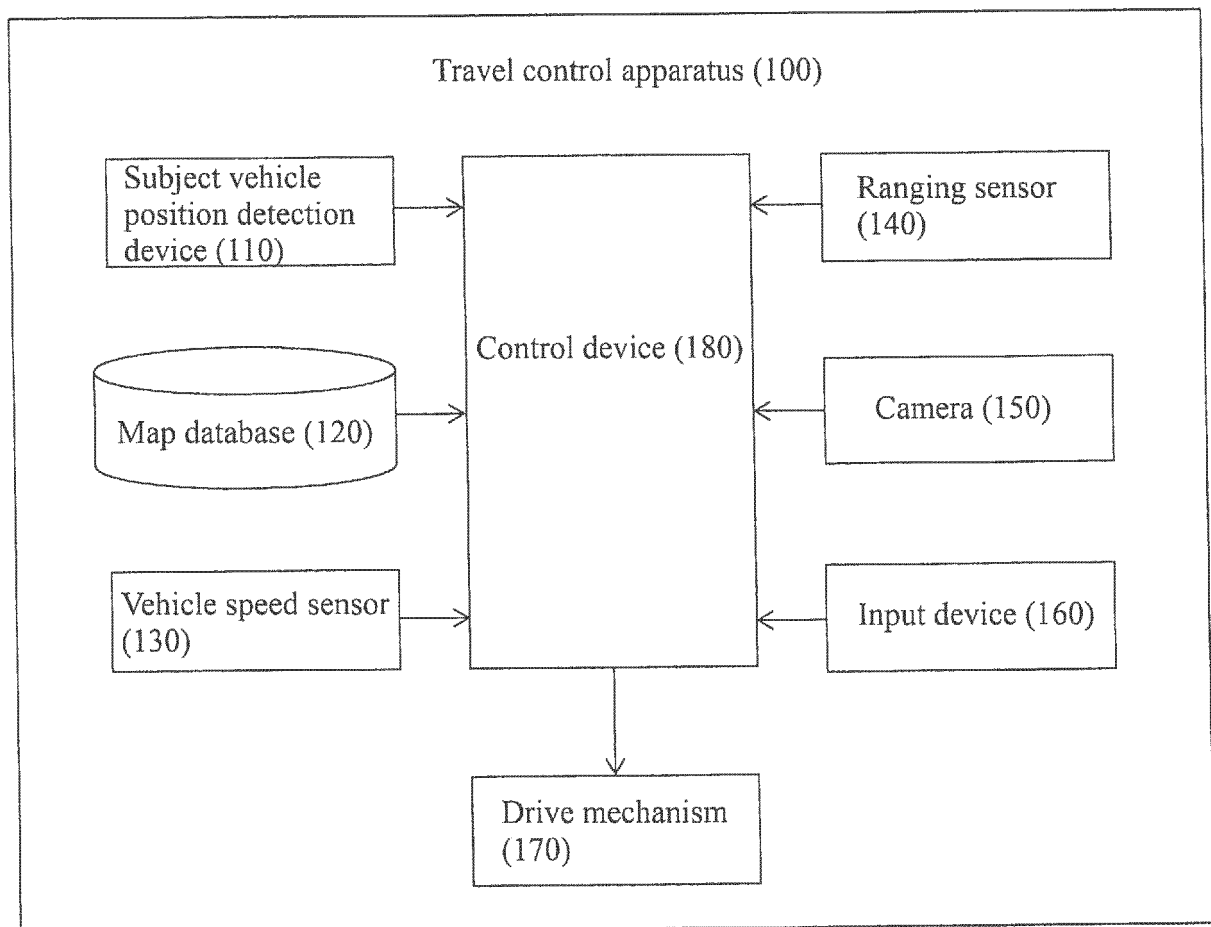 Travel control apparatus (100)
Subject vehicle
position detection
device (110)
Ranging sensor
(140)
Control device (180)
Map database (120)
Camera (150)
Vehicle speed sensor
(130)
Input device (160)
Drive mechanism
(170)